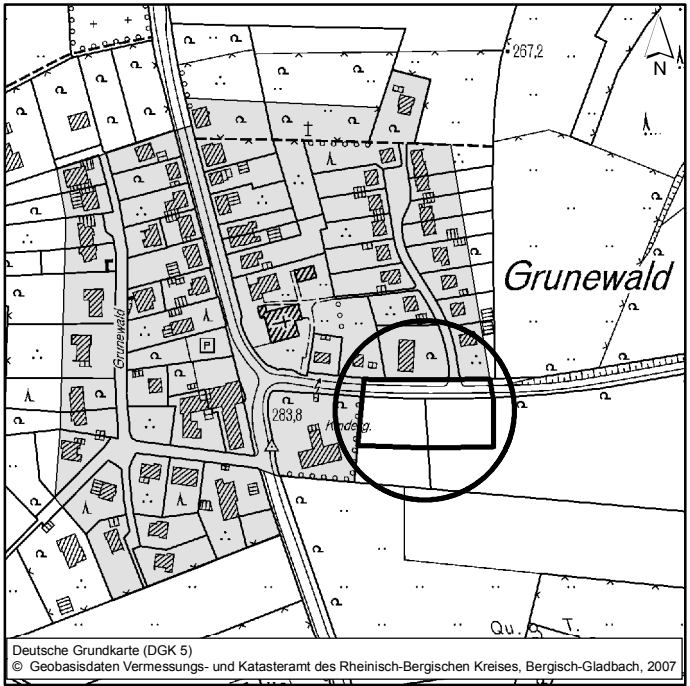 267,2
N
Grunewald
Grunewald
P
283,8
Kinderg.
Qu.
T.
Deutsche Grundkarte (DGK 5)
© Geobasisdaten Vermessungs- und Katasteramt des Rheinisch-Bergischen Kreises, Bergisch-Gladbach, 2007